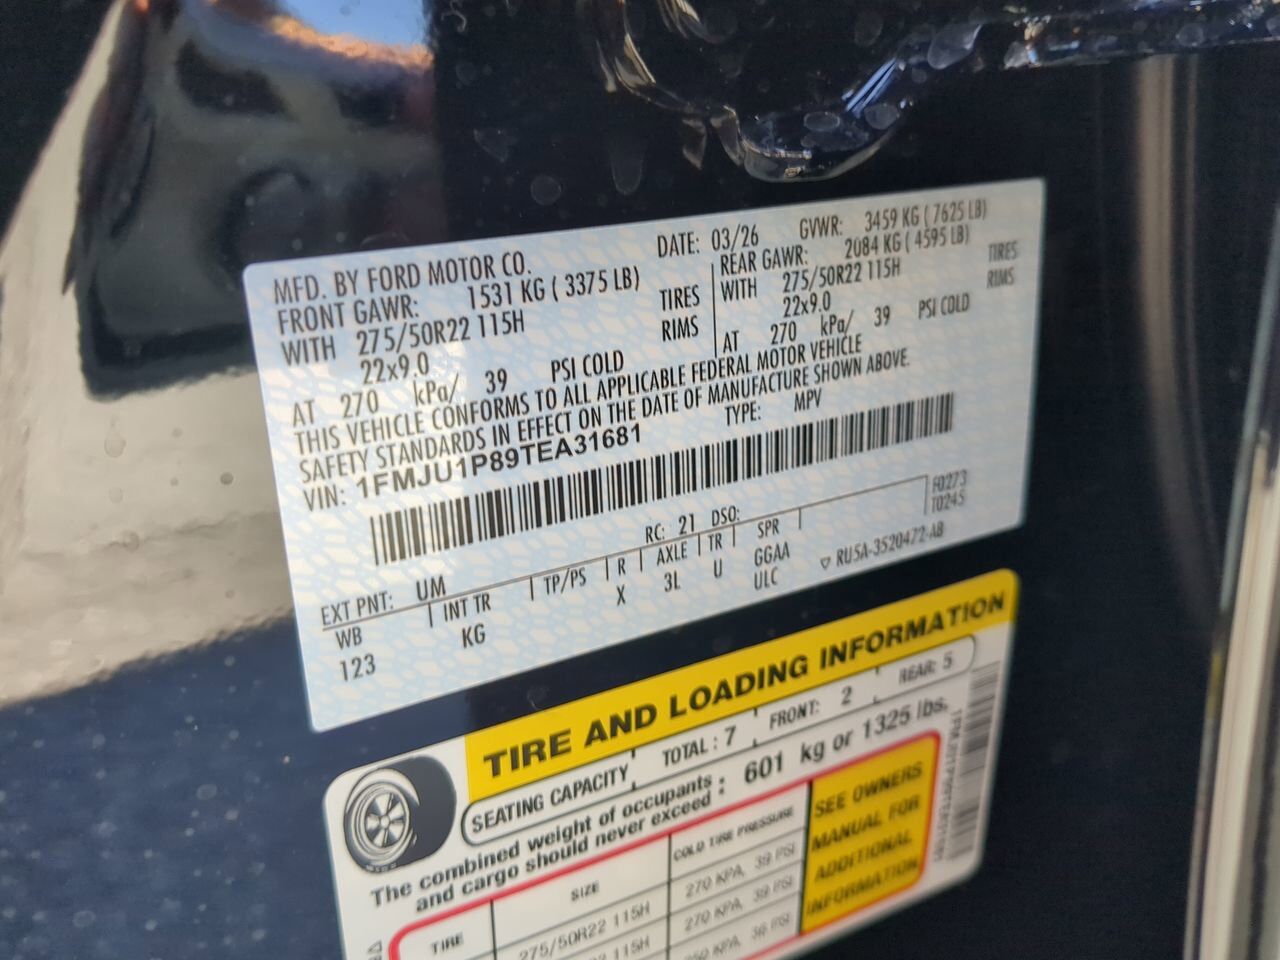 MFD. BY FORD MOTOR CO.
DATE: 03/26 GVWR: 3459 KG ( 7625 LB)
FRONT GAWR: 1531 KG ( 3375 LB)
REAR GAWR: 2084 KG ( 4595 LB)
WITH 275/50R22 115H TIRES
WITH 275/50R22 115H TIRES
22x9.0 RIMS
22x9.0 RIMS
AT 270 kPa/ 39 PSI COLD
AT 270 kPa/ 39 PSI COLD
THIS VEHICLE CONFORMS TO ALL APPLICABLE FEDERAL MOTOR VEHICLE
SAFETY STANDARDS IN EFFECT ON THE DATE OF MANUFACTURE SHOWN ABOVE.
VIN: 1FMJU1P89TEA31681
TYPE: MPV
F0273
T0245
EXT PNT: UM RC: 21 DSO:
WB INT TR TP/PS R AXLE TR SPR
123 KG X 3L U GGAA
ULC
▽ RU5A-3520472-AB
TIRE AND LOADING INFORMATION
SEATING CAPACITY TOTAL : 7 FRONT: 2 REAR: 5
The combined weight of occupants
and cargo should never exceed : 601 kg or 1325 lbs.
TIRE SIZE COLD TIRE PRESSURE
275/50R22 115H 270 KPA, 39 PSI
115H 270 KPA, 39 PSI
36 PSI
SEE OWNERS
MANUAL FOR
ADDITIONAL
INFORMATION